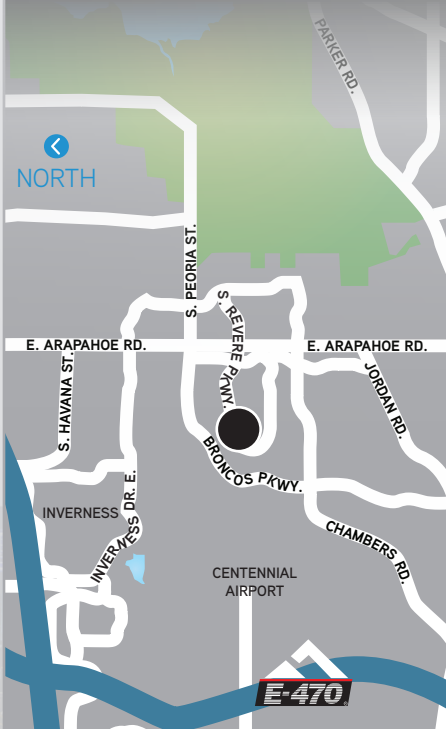 PARKER RD.
NORTH
S. PEORIA ST.
S. REVERE PKWY.
E. ARAPAHOE RD.
E. ARAPAHOE RD.
S. HAVANA ST.
JORDAN RD.
BRONCOS PKWY.
INVERNESS
INVERNESS DR. E.
CHAMBERS RD.
CENTENNIAL
AIRPORT
E-470